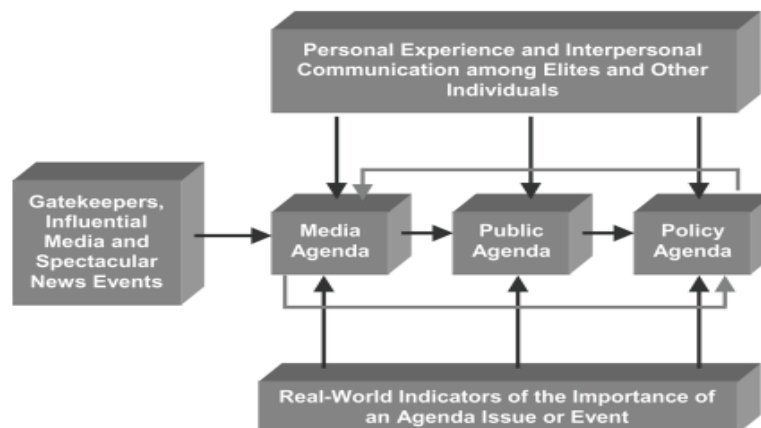 Personal Experience and Interpersonal
Communication among Elites and Other
Individuals
Gatekeepers,
Influential
Media and
Spectacular
News Events
Media
Agenda
Public
Agenda
Policy
Agenda
Real-World Indicators of the Importance of
an Agenda Issue or Event